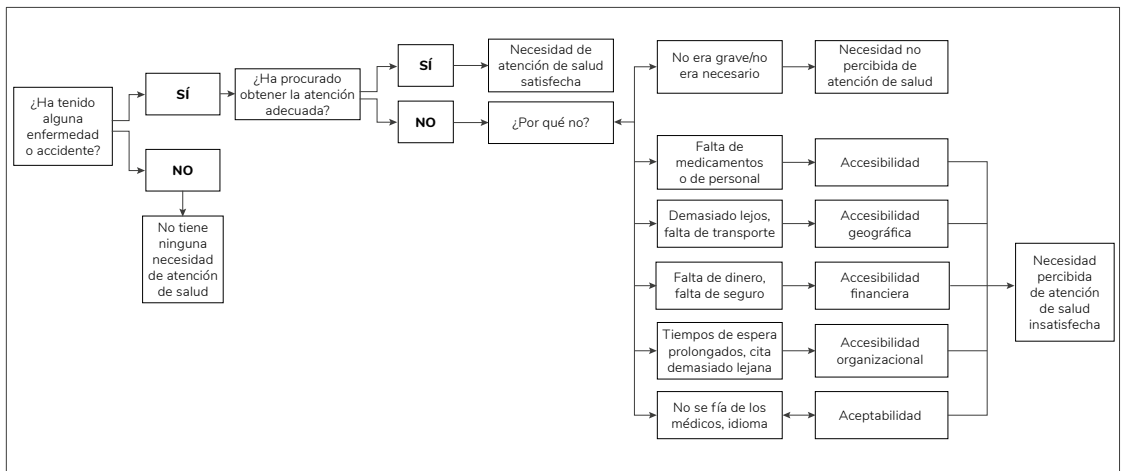 ¿Ha tenido
alguna
enfermedad
o accidente?
SÍ
NO
No tiene
ninguna
necesidad
de atención
de salud
¿Ha procurado
obtener la atención
adecuada?
SÍ
NO
Necesidad de
atención de salud
satisfecha
¿Por qué no?
No era grave/no
era necesario
Necesidad no
percibida de
atención de salud
Falta de
medicamentos
o de personal
Accesibilidad
Demasiado lejos,
falta de transporte
Accesibilidad
geográfica
Falta de dinero,
falta de seguro
Accesibilidad
financiera
Tiempos de espera
prolongados, cita
demasiado lejana
Accesibilidad
organizacional
No se fía de los
médicos, idioma
Aceptabilidad
Necesidad
percibida
de atención
de salud
insatisfecha